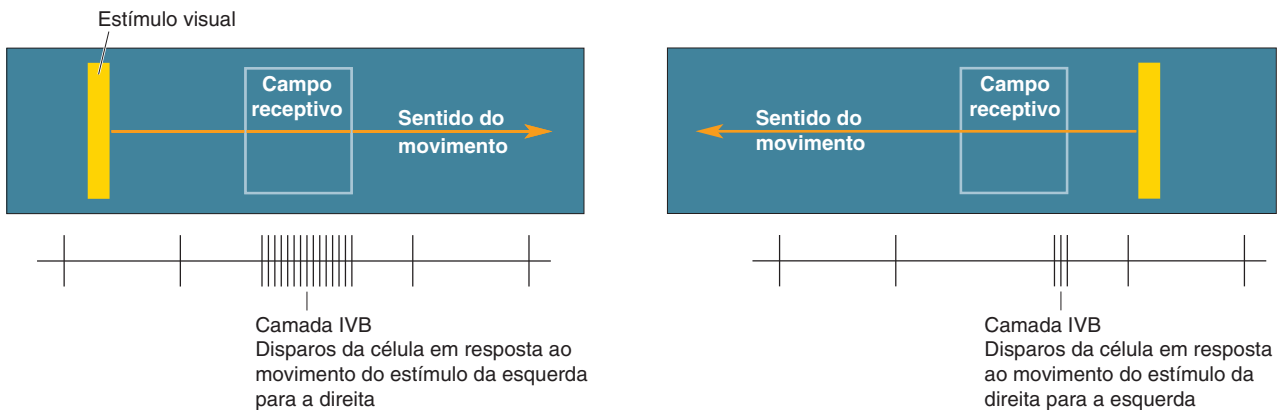 Estímulo visual
Campo
receptivo
Sentido do
movimento
Camada IVB
Disparos da célula em resposta ao
movimento do estímulo da esquerda
para a direita
Campo
receptivo
Sentido do
movimento
Camada IVB
Disparos da célula em resposta
ao movimento do estímulo da
direita para a esquerda